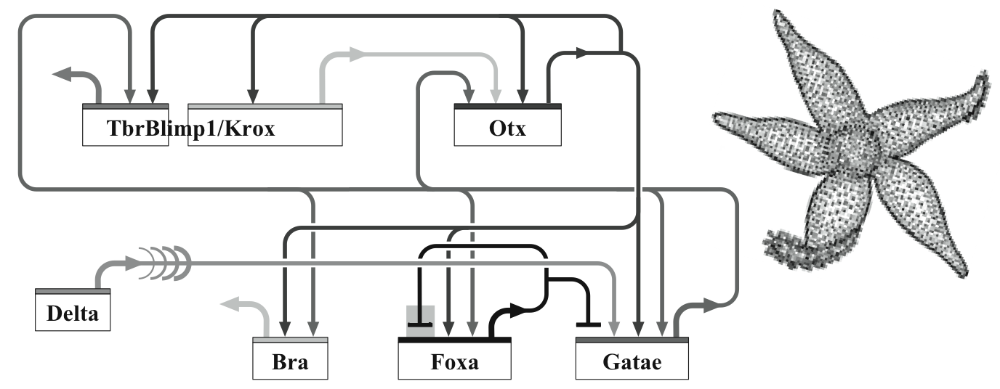 TbrBlimp1/Krox
Otx
Delta
Bra
Foxa
Gatae